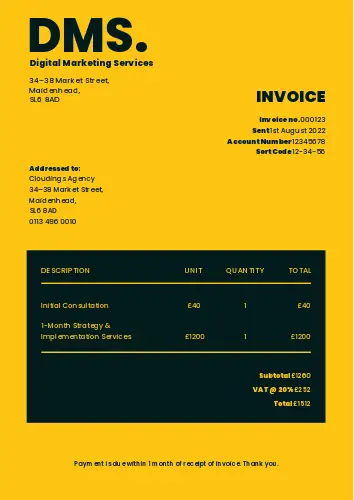 DMS.
Digital Marketing Services
34–38 Market Street,
Maidenhead,
SL6 8AD
INVOICE
Invoice no. 000123
Sent 1st August 2022
Account Number 12345678
Sort Code 12-34-56
Addressed to:
Cloudings Agency
34–38 Market Street,
Maidenhead,
SL6 8AD
0113 496 0010
DESCRIPTION UNIT QUANTITY TOTAL
Initial Consultation £40 1 £40
1-Month Strategy &
Implementation Services £1200 1 £1200
Subtotal £1260
VAT @ 20% £252
Total £1512
Payment is due within 1 month of receipt of invoice. Thank you.